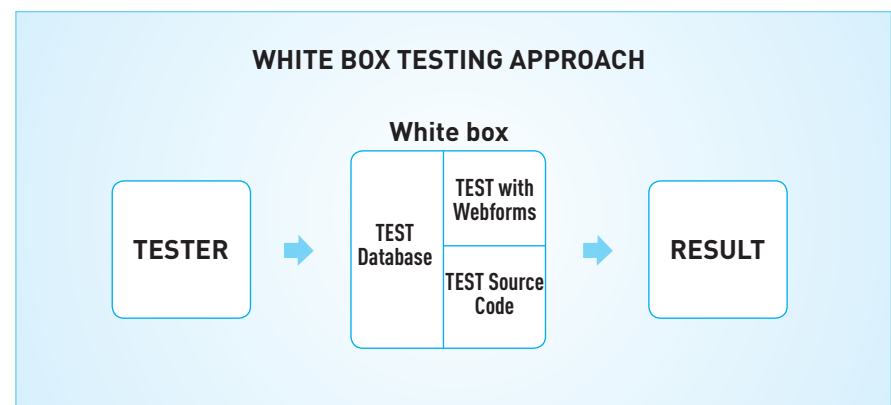 WHITE BOX TESTING APPROACH
White box
TESTER
TEST
Database
TEST with
Webforms
TEST Source
Code
RESULT